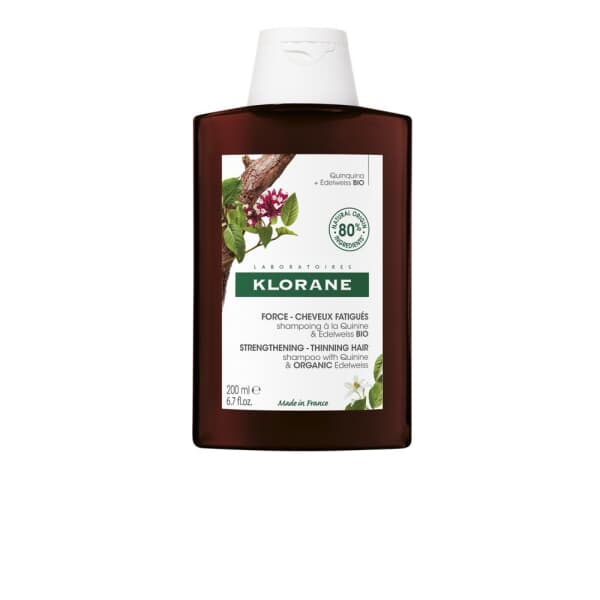 Quinquina
+ Edelweiss BIO
NATURAL ORIGIN
80%
INGREDIENTS
LABORATOIRES
KLORANE
FORCE - CHEVEUX FATIGUÉS
shampoing à la Quinine
& Edelweiss BIO
STRENGTHENING - THINNING HAIR
shampoo with Quinine
& ORGANIC Edelweiss
200 ml ℮
6.7 fl.oz.
Made in France